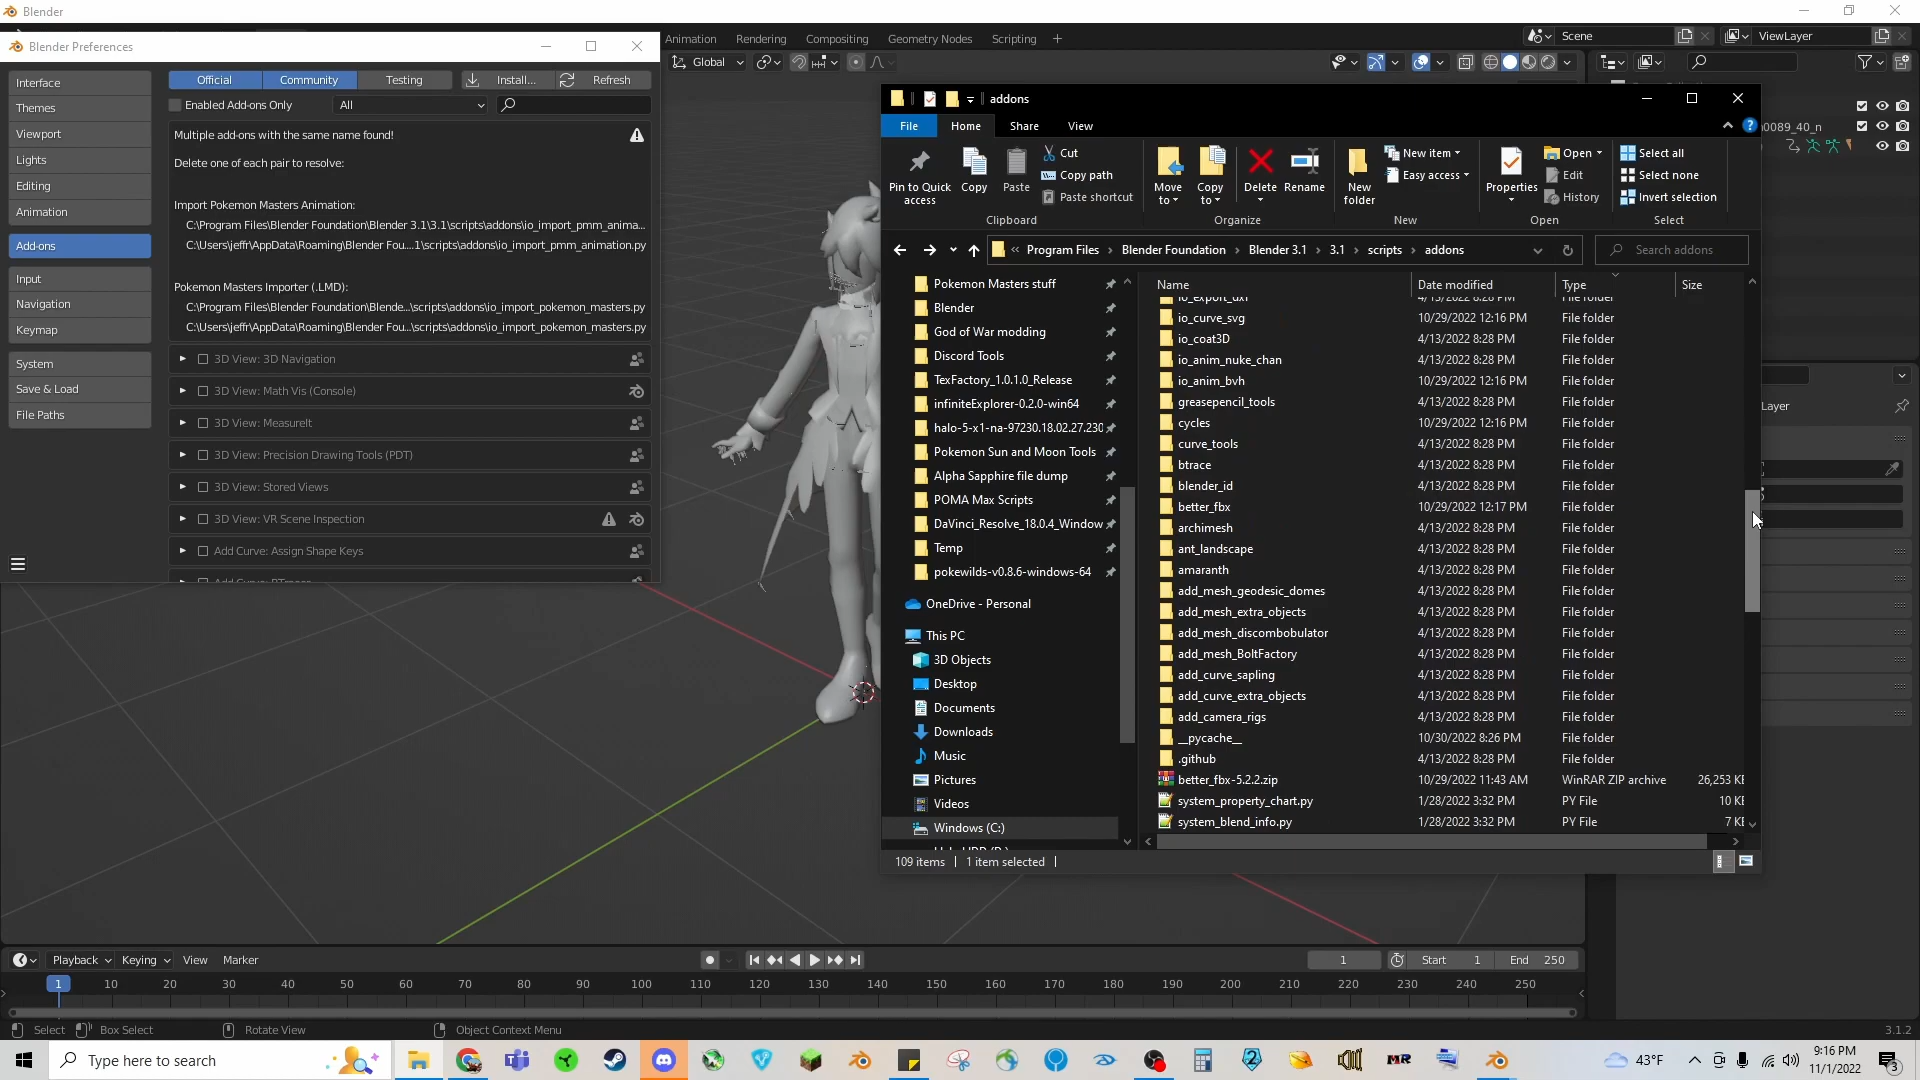 Blender
Blender Preferences
Interface
Themes
Viewport
Lights
Editing
Animation
Add-ons
Input
Navigation
Keymap
System
Save & Load
File Paths
Official
Community
Testing
Install...
Refresh
Enabled Add-ons Only
All
Multiple add-ons with the same name found!
Delete one of each pair to resolve:
Import Pokemon Masters Animation:
C:\Program Files\Blender Foundation\Blender 3.1\3.1\scripts\addons\io_import_pmm_anima...
C:\Users\jeffr\AppData\Roaming\Blender Fou....1\scripts\addons\io_import_pmm_animation.py
Pokemon Masters Importer (.LMD):
C:\Program Files\Blender Foundation\Blende...\scripts\addons\io_import_pokemon_masters.py
C:\Users\jeffr\AppData\Roaming\Blender Fou...\scripts\addons\io_import_pokemon_masters.py
3D View: 3D Navigation
3D View: Math Vis (Console)
3D View: MeasureIt
3D View: Precision Drawing Tools (PDT)
3D View: Stored Views
3D View: VR Scene Inspection
Add Curve: Assign Shape Keys
Animation
Rendering
Compositing
Geometry Nodes
Scripting
+
Scene
ViewLayer
Global
0089_40_n
Layer
addons
File
Home
Share
View
Pin to Quick access
Copy
Paste
Cut
Copy path
Paste shortcut
Clipboard
Move to
Copy to
Delete
Rename
Organize
New folder
New item
Easy access
New
Properties
Open
Edit
History
Open
Select all
Select none
Invert selection
Select
« Program Files > Blender Foundation > Blender 3.1 > 3.1 > scripts > addons
Search addons
Pokemon Masters stuff
Blender
God of War modding
Discord Tools
TexFactory_1.0.1.0_Release
infiniteExplorer-0.2.0-win64
halo-5-x1-na-97230.18.02.27.230
Pokemon Sun and Moon Tools
Alpha Sapphire file dump
POMA Max Scripts
DaVinci_Resolve_18.0.4_Window
Temp
pokewilds-v0.8.6-windows-64
OneDrive - Personal
This PC
3D Objects
Desktop
Documents
Downloads
Music
Pictures
Videos
Windows (C:)
Name Date modified Type Size
io_curve_svg 10/29/2022 12:16 PM File folder
io_coat3D 4/13/2022 8:28 PM File folder
io_anim_nuke_chan 4/13/2022 8:28 PM File folder
io_anim_bvh 10/29/2022 12:16 PM File folder
greasepencil_tools 4/13/2022 8:28 PM File folder
cycles 10/29/2022 12:16 PM File folder
curve_tools 4/13/2022 8:28 PM File folder
btrace 4/13/2022 8:28 PM File folder
blender_id 4/13/2022 8:28 PM File folder
better_fbx 10/29/2022 12:17 PM File folder
archimesh 4/13/2022 8:28 PM File folder
ant_landscape 4/13/2022 8:28 PM File folder
amaranth 4/13/2022 8:28 PM File folder
add_mesh_geodesic_domes 4/13/2022 8:28 PM File folder
add_mesh_extra_objects 4/13/2022 8:28 PM File folder
add_mesh_discombobulator 4/13/2022 8:28 PM File folder
add_mesh_BoltFactory 4/13/2022 8:28 PM File folder
add_curve_sapling 4/13/2022 8:28 PM File folder
add_curve_extra_objects 4/13/2022 8:28 PM File folder
add_camera_rigs 4/13/2022 8:28 PM File folder
__pycache__ 10/30/2022 8:26 PM File folder
.github 4/13/2022 8:28 PM File folder
better_fbx-5.2.2.zip 10/29/2022 11:43 AM WinRAR ZIP archive 26,253 KB
system_property_chart.py 1/28/2022 3:32 PM PY File 10 KB
system_blend_info.py 1/28/2022 3:32 PM PY File 7 KB
109 items | 1 item selected |
Playback
Keying
View
Marker
1
Start 1
End 250
1 10 20 30 40 50 60 70 80 90 100 110 120 130 140 150 160 170 180 190 200 210 220 230 240 250
Select
Box Select
Rotate View
Object Context Menu
3.1.2
Type here to search
MR
43°F
9:16 PM
11/1/2022
3